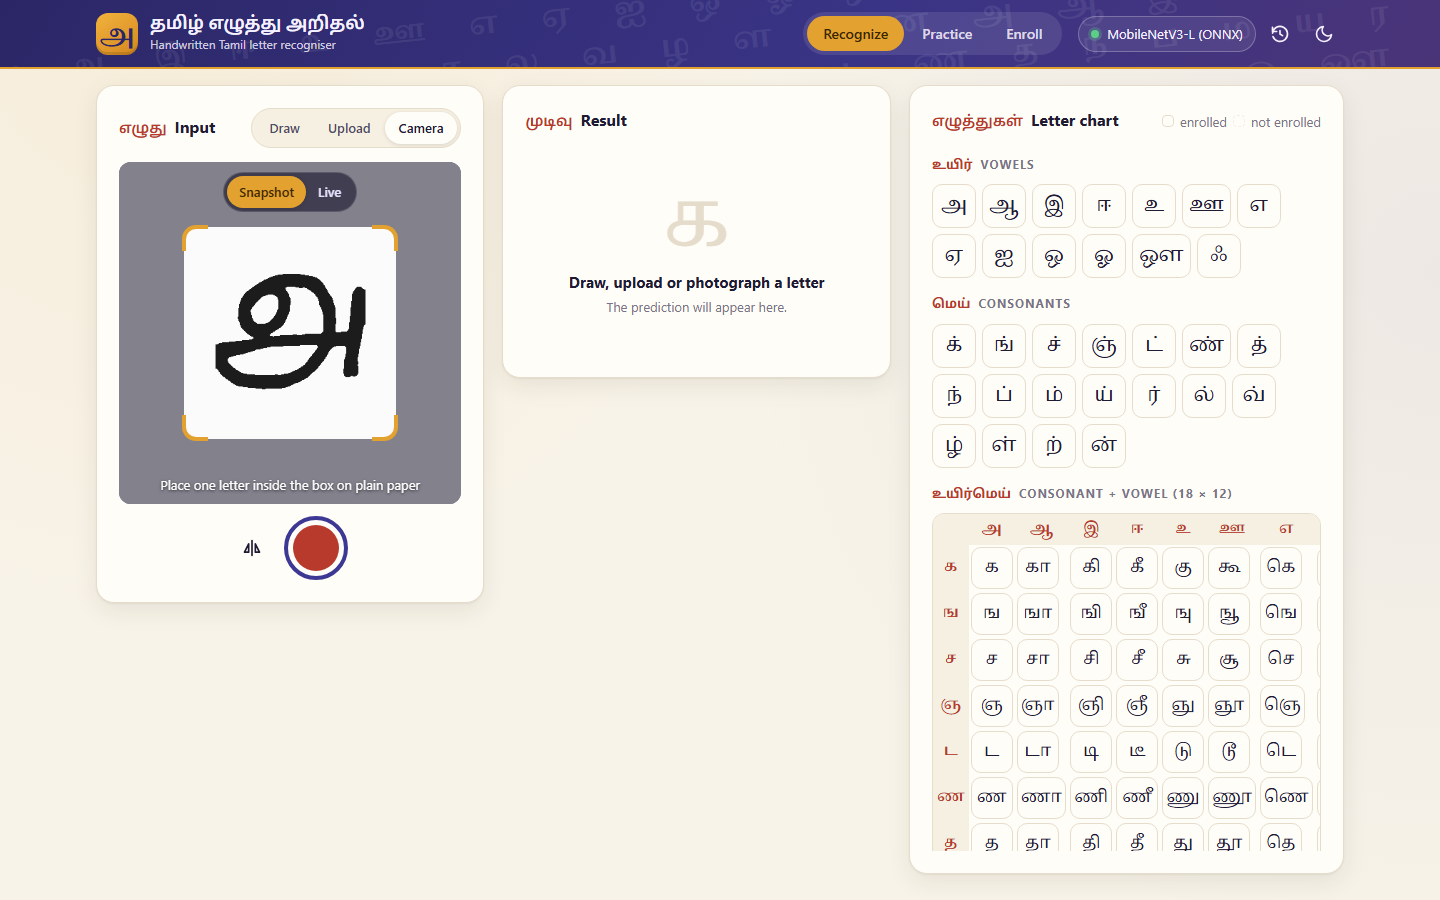 தமிழ் எழுத்து அறிதல்
Handwritten Tamil letter recogniser
Recognize Practice Enroll
MobileNetV3-L (ONNX)
எழுது Input
Draw Upload Camera
Snapshot Live
அ
Place one letter inside the box on plain paper
முடிவு Result
க
Draw, upload or photograph a letter
The prediction will appear here.
எழுத்துகள் Letter chart
enrolled not enrolled
உயிர் VOWELS
அ ஆ இ ஈ உ ஊ எ
ஏ ஐ ஒ ஓ ஔ ஃ
மெய் CONSONANTS
க் ங் ச் ஞ் ட் ண் த்
ந் ப் ம் ய் ர் ல் வ்
ழ் ள் ற் ன்
உயிர்மெய் CONSONANT + VOWEL (18 × 12)
அ ஆ இ ஈ உ ஊ எ
க க கா கி கீ கு கூ கெ
ங ங ஙா ஙி ஙீ ஙு ஙூ ஙெ
ச ச சா சி சீ சு சூ செ
ஞ ஞ ஞா ஞி ஞீ ஞு ஞூ ஞெ
ட ட டா டி டீ டு டூ டெ
ண ண ணா ணி ணீ ணு ணூ ணெ
த த தா தி தீ து தூ தெ